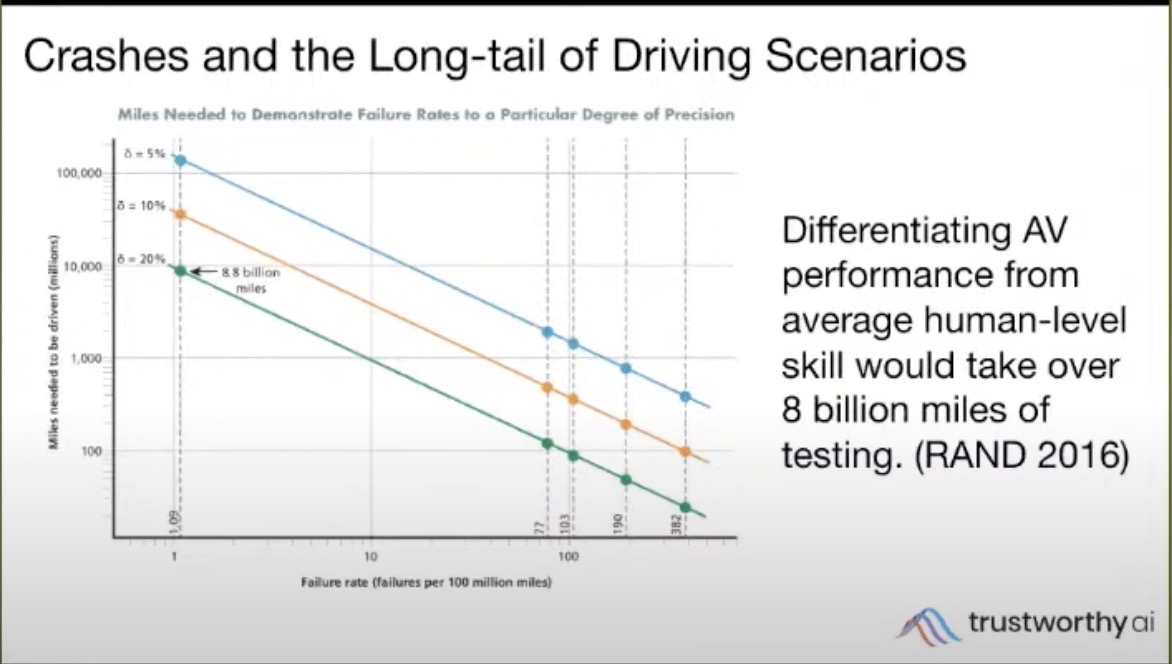 Crashes and the Long-tail of Driving Scenarios
Miles Needed to Demonstrate Failure Rates to a Particular Degree of Precision
Miles needed to be driven (millions)
100,000
10,000
1,000
100
δ = 5%
δ = 10%
δ = 20%
8.8 billion
miles
1.09
77
103
190
382
1
10
100
Failure rate (failures per 100 million miles)
Differentiating AV
performance from
average human-level
skill would take over
8 billion miles of
testing. (RAND 2016)
trustworthy ai